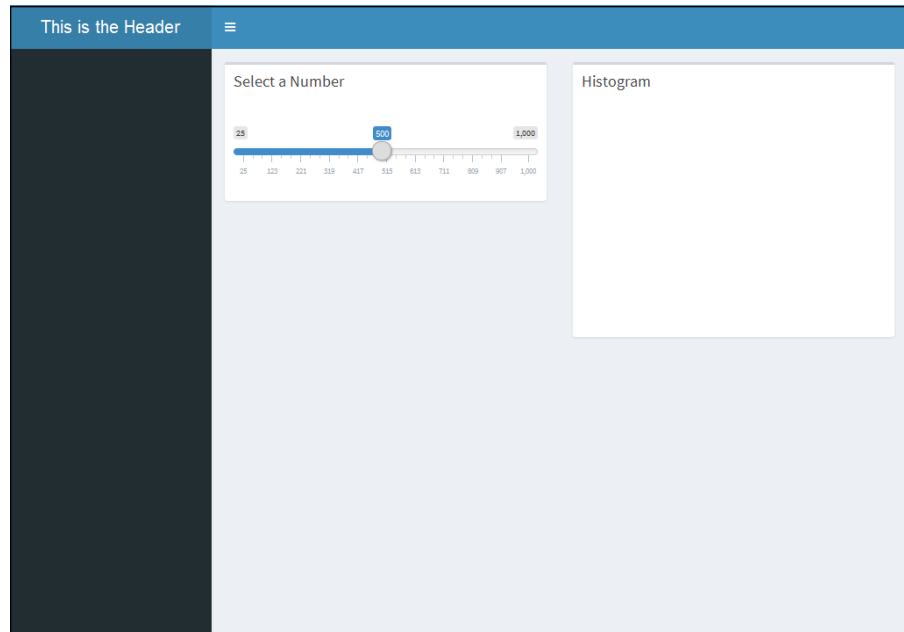 This is the Header
Select a Number
Histogram
25 500 1,000
25 123 221 319 417 515 613 711 809 907 1,000